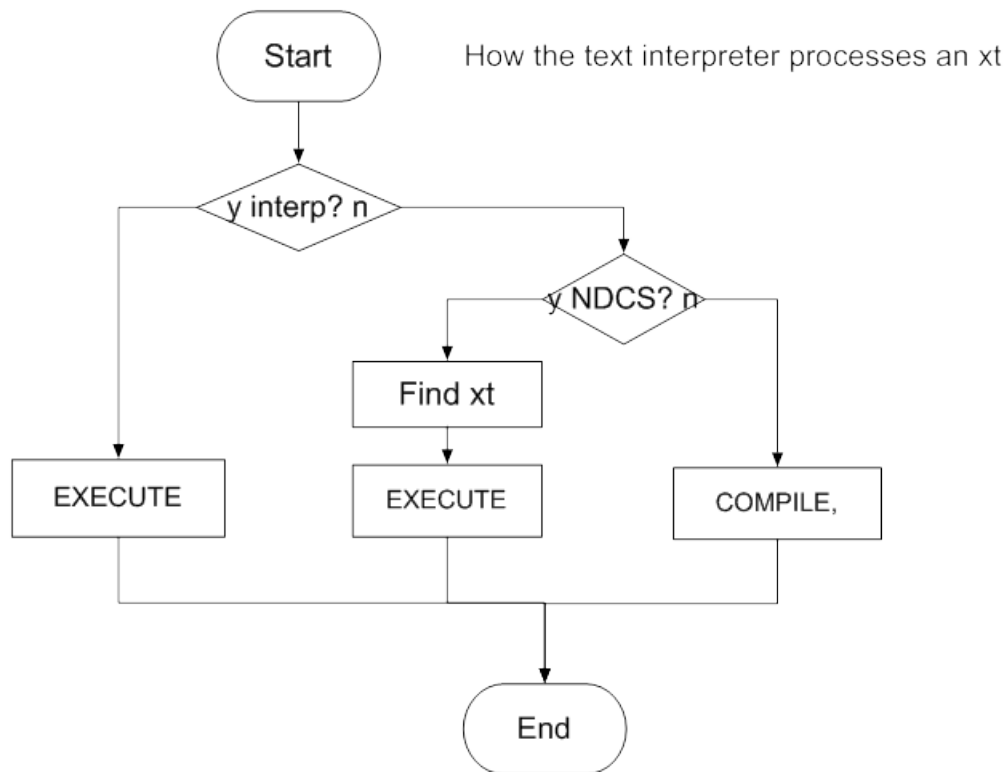 Start
How the text interpreter processes an xt
y interp? n
y NDCS? n
Find xt
EXECUTE
EXECUTE
COMPILE,
End